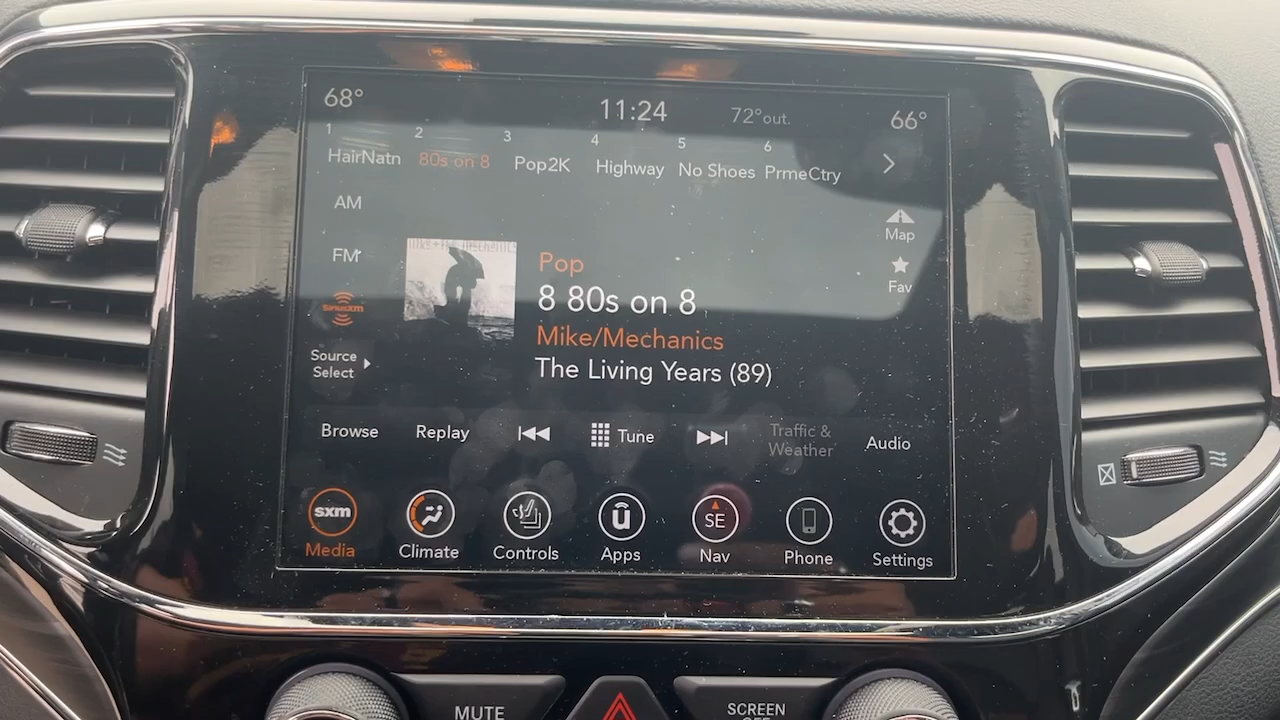 68°
11:24
72°out.
66°
1 2 3 4 5 6
HairNatn 80s on 8 Pop2K Highway No Shoes PrmeCtry
AM
Map
FM
Fav
SiriusXM
Pop
8 80s on 8
Mike/Mechanics
The Living Years (89)
Source
Select
Browse Replay Tune Traffic &
Weather Audio
sxm SE
Media Climate Controls Apps Nav Phone Settings
MUTE
SCREEN
OFF